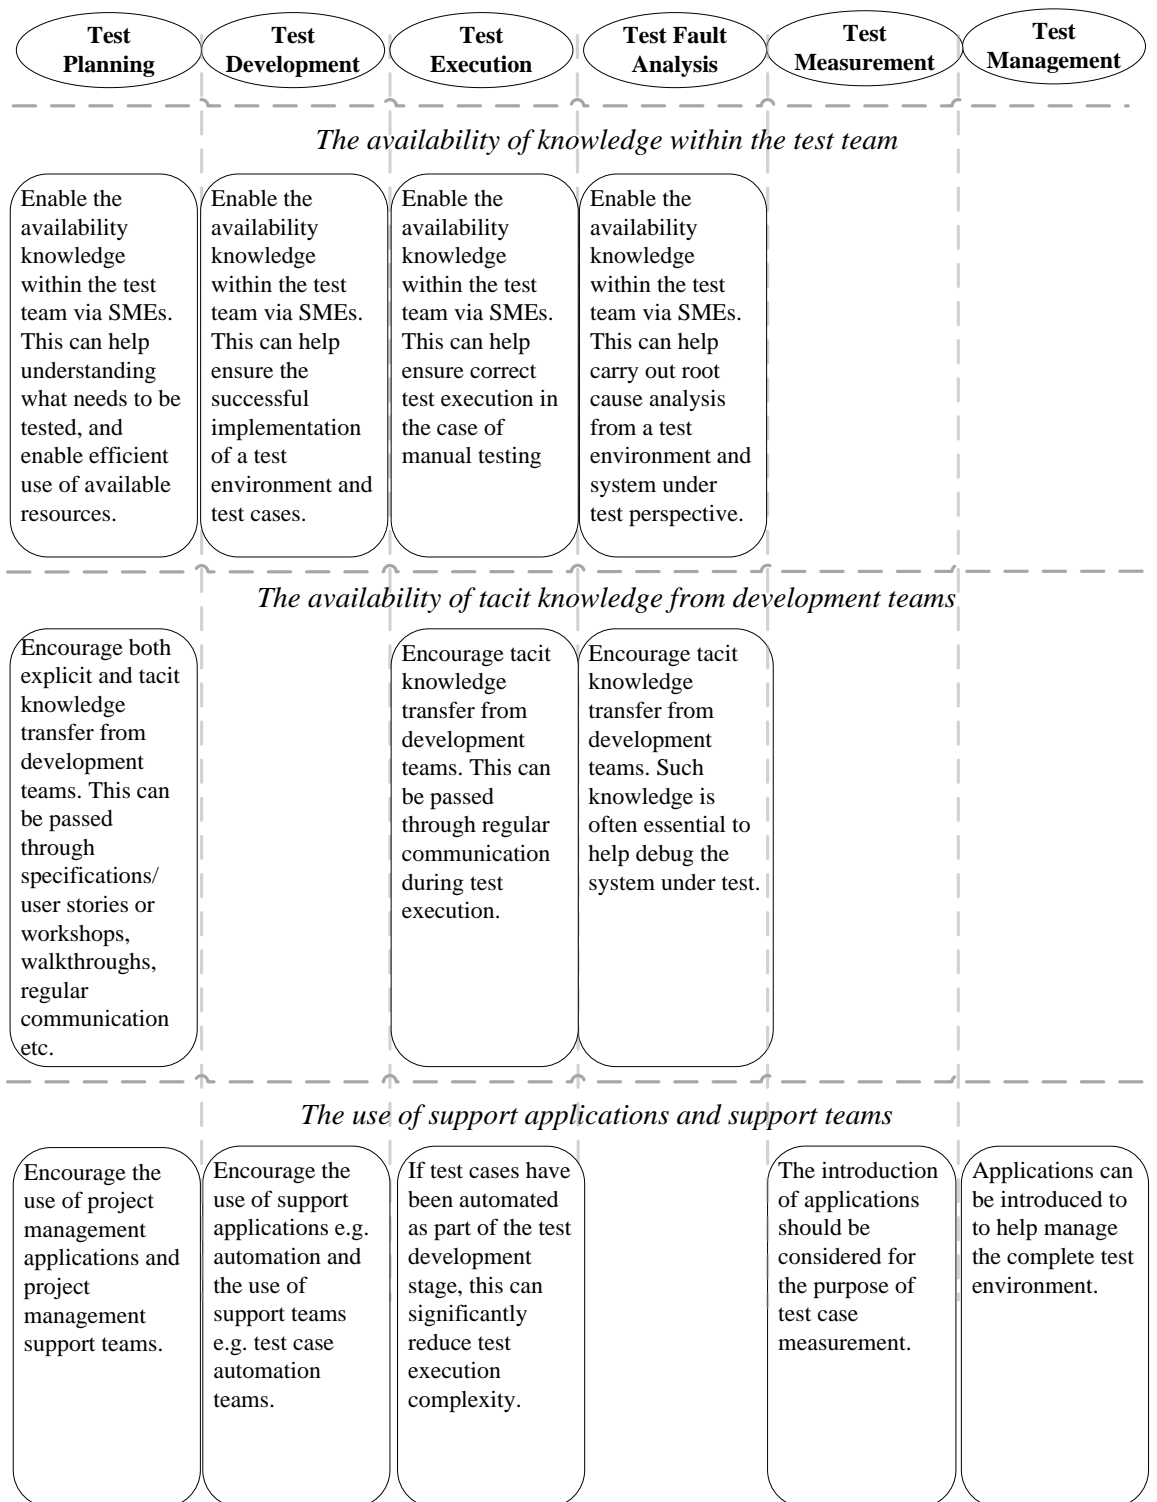 Test
Planning
Test
Development
Test
Execution
Test Fault
Analysis
Test
Measurement
Test
Management
The availability of knowledge within the test team
Enable the
availability
knowledge
within the test
team via SMEs.
This can help
understanding
what needs to be
tested, and
enable efficient
use of available
resources.
Enable the
availability
knowledge
within the test
team via SMEs.
This can help
ensure the
successful
implementation
of a test
environment and
test cases.
Enable the
availability
knowledge
within the test
team via SMEs.
This can help
ensure correct
test execution in
the case of
manual testing
Enable the
availability
knowledge
within the test
team via SMEs.
This can help
carry out root
cause analysis
from a test
environment and
system under
test perspective.
The availability of tacit knowledge from development teams
Encourage both
explicit and tacit
knowledge
transfer from
development
teams. This can
be passed
through
specifications/
user stories or
workshops,
walkthroughs,
regular
communication
etc.
Encourage tacit
knowledge
transfer from
development
teams. This can
be passed
through regular
communication
during test
execution.
Encourage tacit
knowledge
transfer from
development
teams. Such
knowledge is
often essential to
help debug the
system under test.
The use of support applications and support teams
Encourage the
use of project
management
applications and
project
management
support teams.
Encourage the
use of support
applications e.g.
automation and
the use of
support teams
e.g. test case
automation
teams.
If test cases have
been automated
as part of the test
development
stage, this can
significantly
reduce test
execution
complexity.
The introduction
of applications
should be
considered for
the purpose of
test case
measurement.
Applications can
be introduced to
to help manage
the complete test
environment.